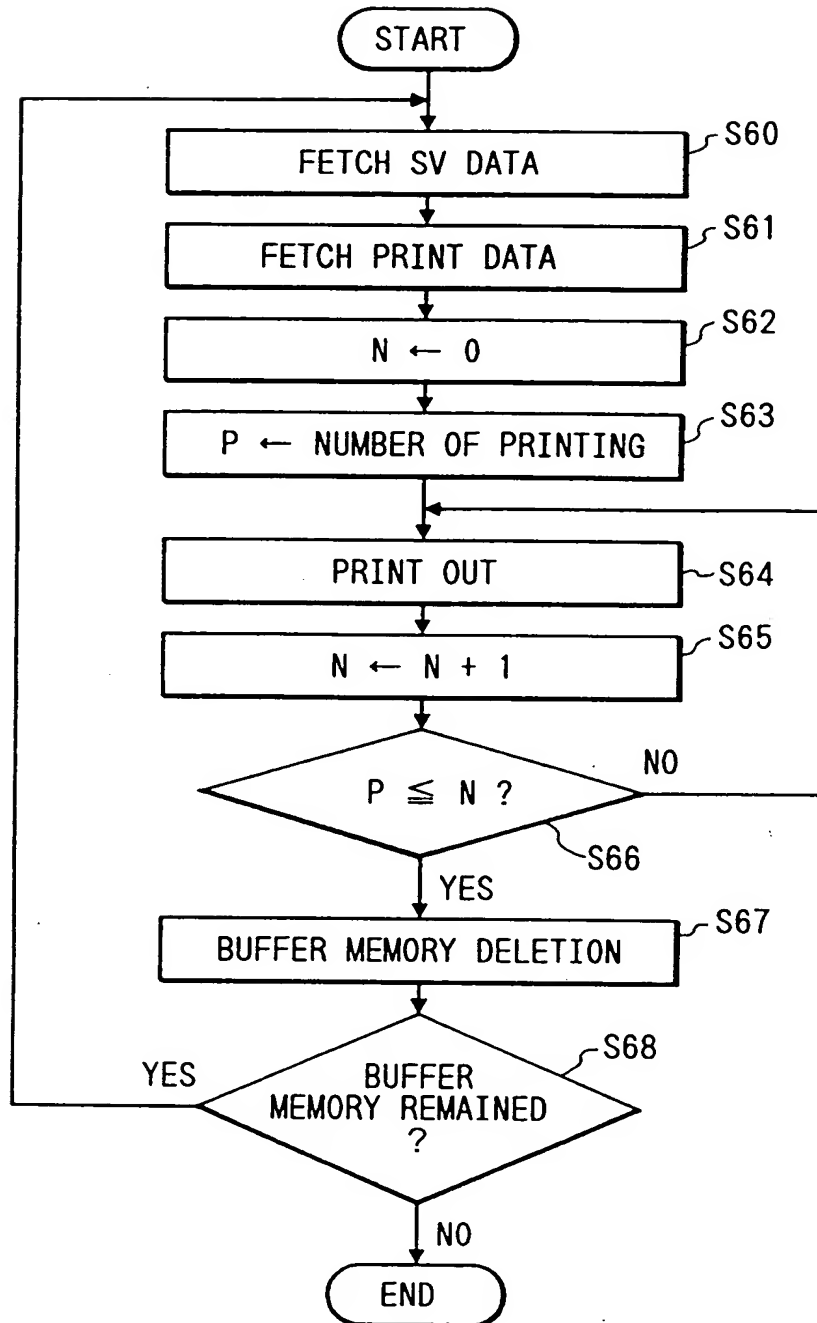 START
FETCH SV DATA
S60
FETCH PRINT DATA
S61
N ← 0
S62
P ← NUMBER OF PRINTING
S63
PRINT OUT
S64
N ← N + 1
S65
P ≦ N ?
NO
S66
YES
BUFFER MEMORY DELETION
S67
YES
BUFFER
MEMORY REMAINED
?
S68
NO
END